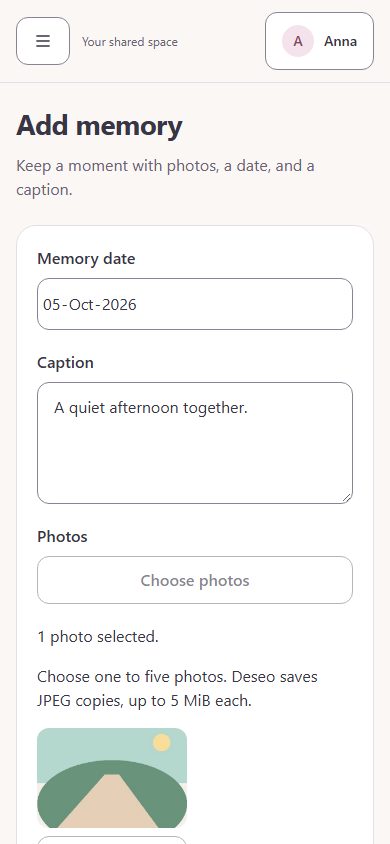 Your shared space
A
Anna
Add memory
Keep a moment with photos, a date, and a
caption.
Memory date
05-Oct-2026
Caption
A quiet afternoon together.
Photos
Choose photos
1 photo selected.
Choose one to five photos. Deseo saves
JPEG copies, up to 5 MiB each.